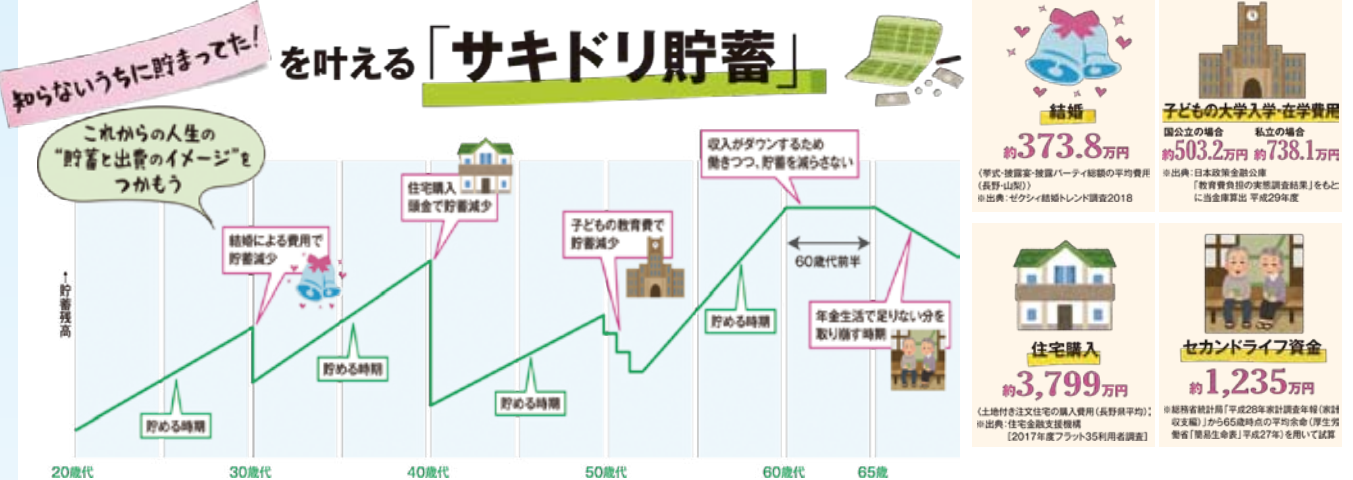 知らないうちに貯まってた!
を叶える「サキドリ貯蓄」
これからの人生の
“貯蓄と出費のイメージ”を
つかもう
↑貯蓄残高
結婚による費用で
貯蓄減少
住宅購入
頭金で貯蓄減少
子どもの教育費で
貯蓄減少
収入がダウンするため
働きつつ、貯蓄を減らさない
60歳代前半
年金生活で足りない分を
取り崩す時期
貯める時期
貯める時期
貯める時期
貯める時期
20歳代
30歳代
40歳代
50歳代
60歳代
65歳
結婚
約373.8万円
(挙式・披露宴・披露パーティ総額の平均費用
(長野・山梨))
※出典:ゼクシィ結婚トレンド調査2018
子どもの大学入学・在学費用
国公立の場合 私立の場合
約503.2万円 約738.1万円
※出典:日本政策金融公庫
「教育費負担の実態調査結果」をもと
に当金庫算出 平成29年度
住宅購入
約3,799万円
(土地付き注文住宅の購入費用(長野県平均))
※出典:住宅金融支援機構
[2017年度フラット35利用者調査]
セカンドライフ資金
約1,235万円
※総務省統計局「平成28年家計調査年報(家計
収支編)」から65歳時点の平均余命(厚生労
働省「簡易生命表」平成27年)を用いて試算